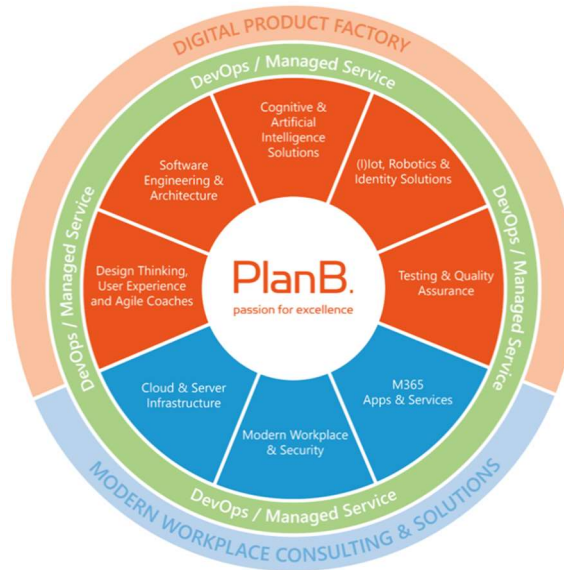 DIGITAL PRODUCT FACTORY
DevOps / Managed Service
Cognitive &
Artificial
Intelligence
Solutions
Software
Engineering &
Architecture
(I)Iot, Robotics &
Identity Solutions
DevOps / Managed Service
DevOps / Managed Service
Design Thinking,
User Experience
and Agile Coaches
PlanB.
passion for excellence
Testing & Quality
Assurance
Cloud & Server
Infrastructure
M365
Apps & Services
Modern Workplace
& Security
DevOps / Managed Service
MODERN WORKPLACE CONSULTING & SOLUTIONS